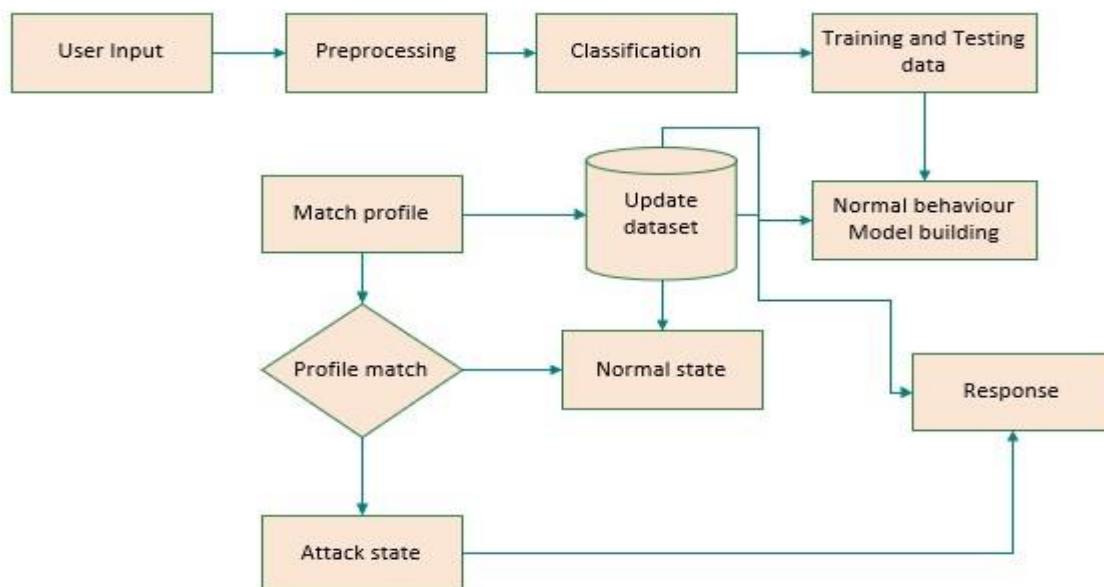 User Input
Preprocessing
Classification
Training and Testing
data
Match profile
Update
dataset
Normal behaviour
Model building
Profile match
Normal state
Response
Attack state